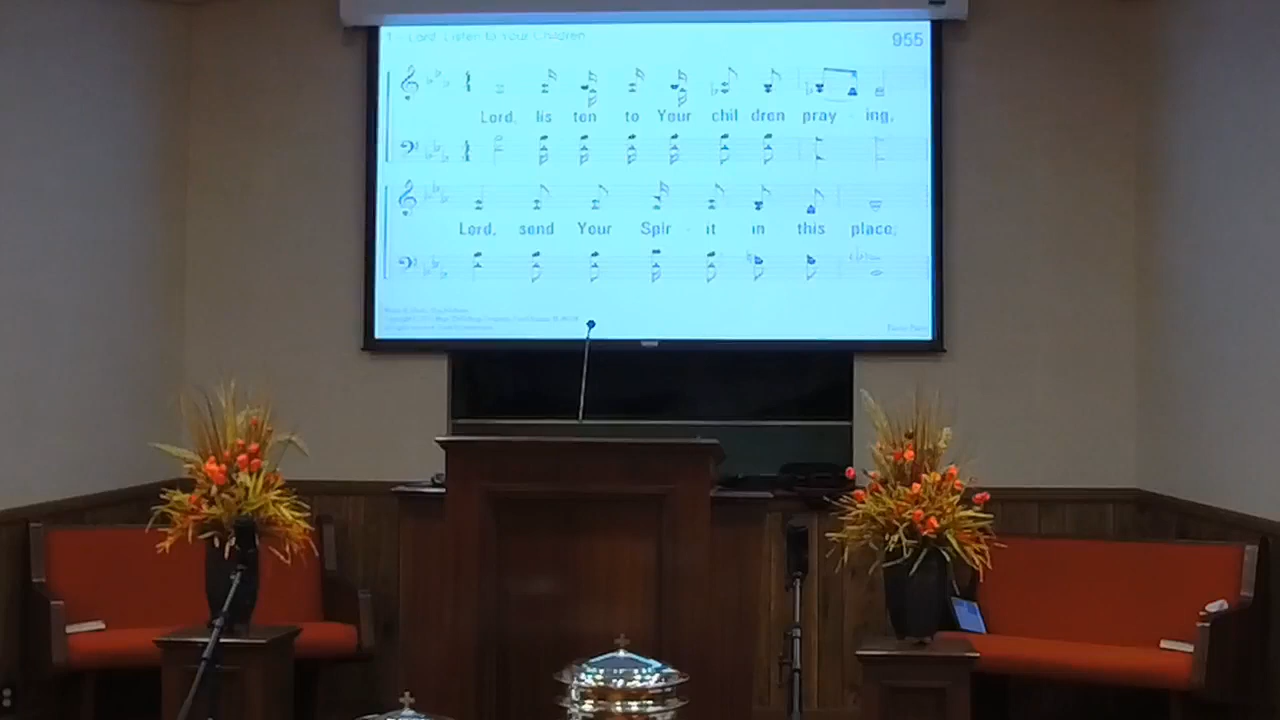 1 - Lord, Listen to Your Children
955
Lord, lis ten to Your chil dren pray - ing,
Lord, send Your Spir - it in this place,